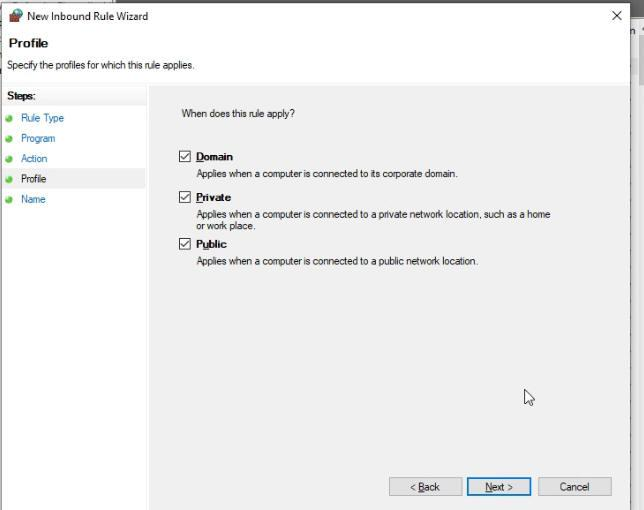 New Inbound Rule Wizard
Profile
Specify the profiles for which this rule applies.
Steps:
Rule Type
Program
Action
Profile
Name
When does this rule apply?
Domain
Applies when a computer is connected to its corporate domain.
Private
Applies when a computer is connected to a private network location, such as a home
or work place.
Public
Applies when a computer is connected to a public network location.
< Back
Next >
Cancel